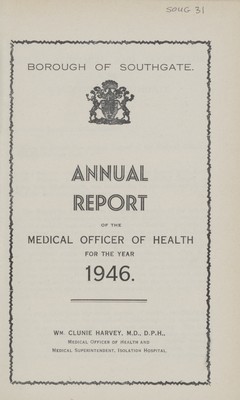 SOUG 31
BOROUGH OF SOUTHGATE.
ANNUAL
REPORT
OF THE
MEDICAL OFFICER OF HEALTH
FOR THE YEAR
1946.
WM. CLUNIE HARVEY, M.D., D.P.H.,
MEDICAL OFFICER OF HEALTH AND
MEDICAL SUPERINTENDENT, ISOLATION HOSPITAL